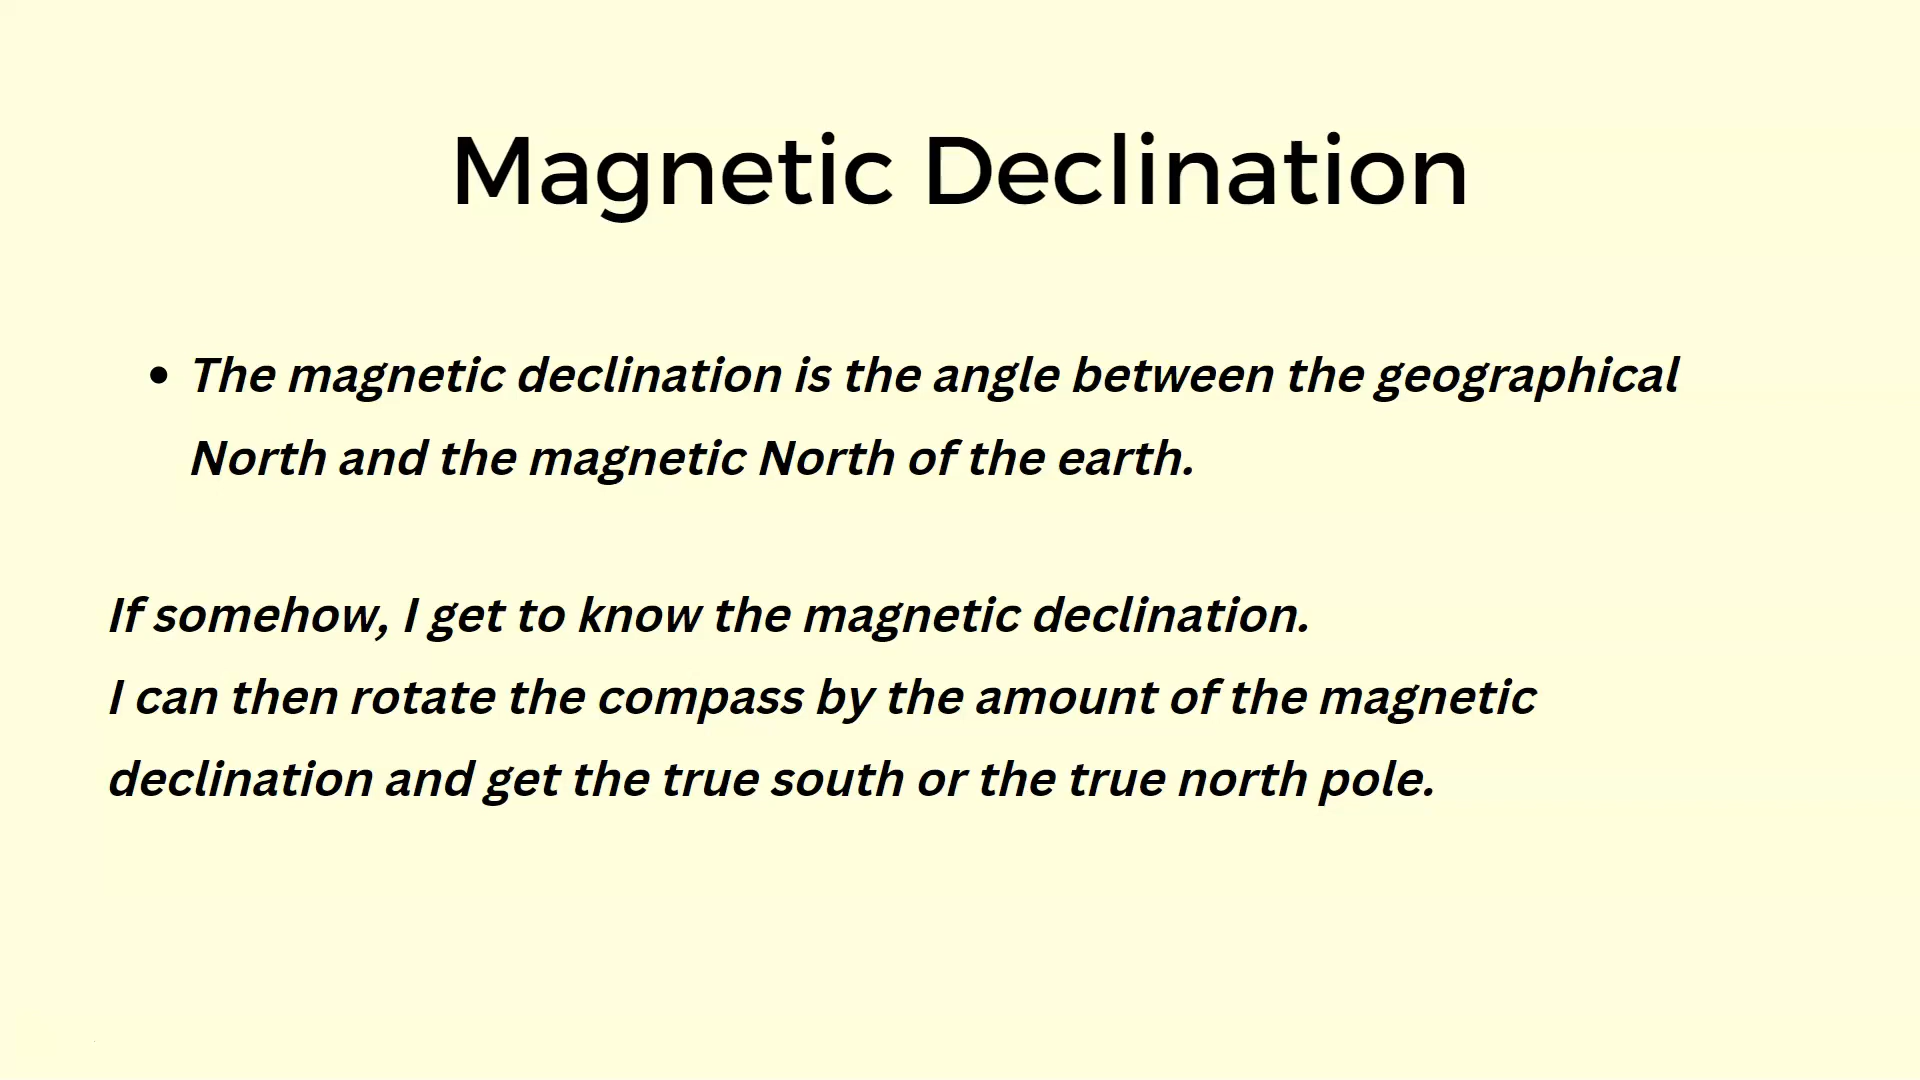 Magnetic Declination
• The magnetic declination is the angle between the geographical
North and the magnetic North of the earth.
If somehow, I get to know the magnetic declination.
I can then rotate the compass by the amount of the magnetic
declination and get the true south or the true north pole.